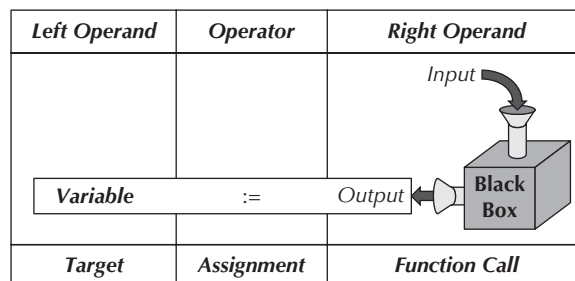 Left Operand Operator Right Operand
Input
Black
Box
Variable := Output
Target Assignment Function Call